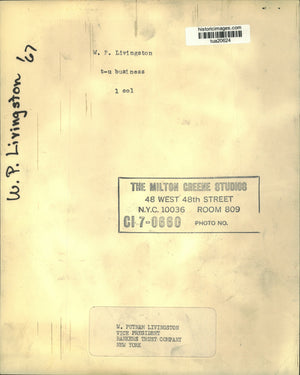 historicimages.com
tua20624
W. P. Livingston
t-u business
1 col
W. P. Livingston '67
THE MILTON GREENE STUDIOS
48 WEST 48th STREET
N.Y.C. 10036 ROOM 809
CI-7-0660 PHOTO NO.
W. PUTNAM LIVINGSTON
VICE PRESIDENT
BANKERS TRUST COMPANY
NEW YORK